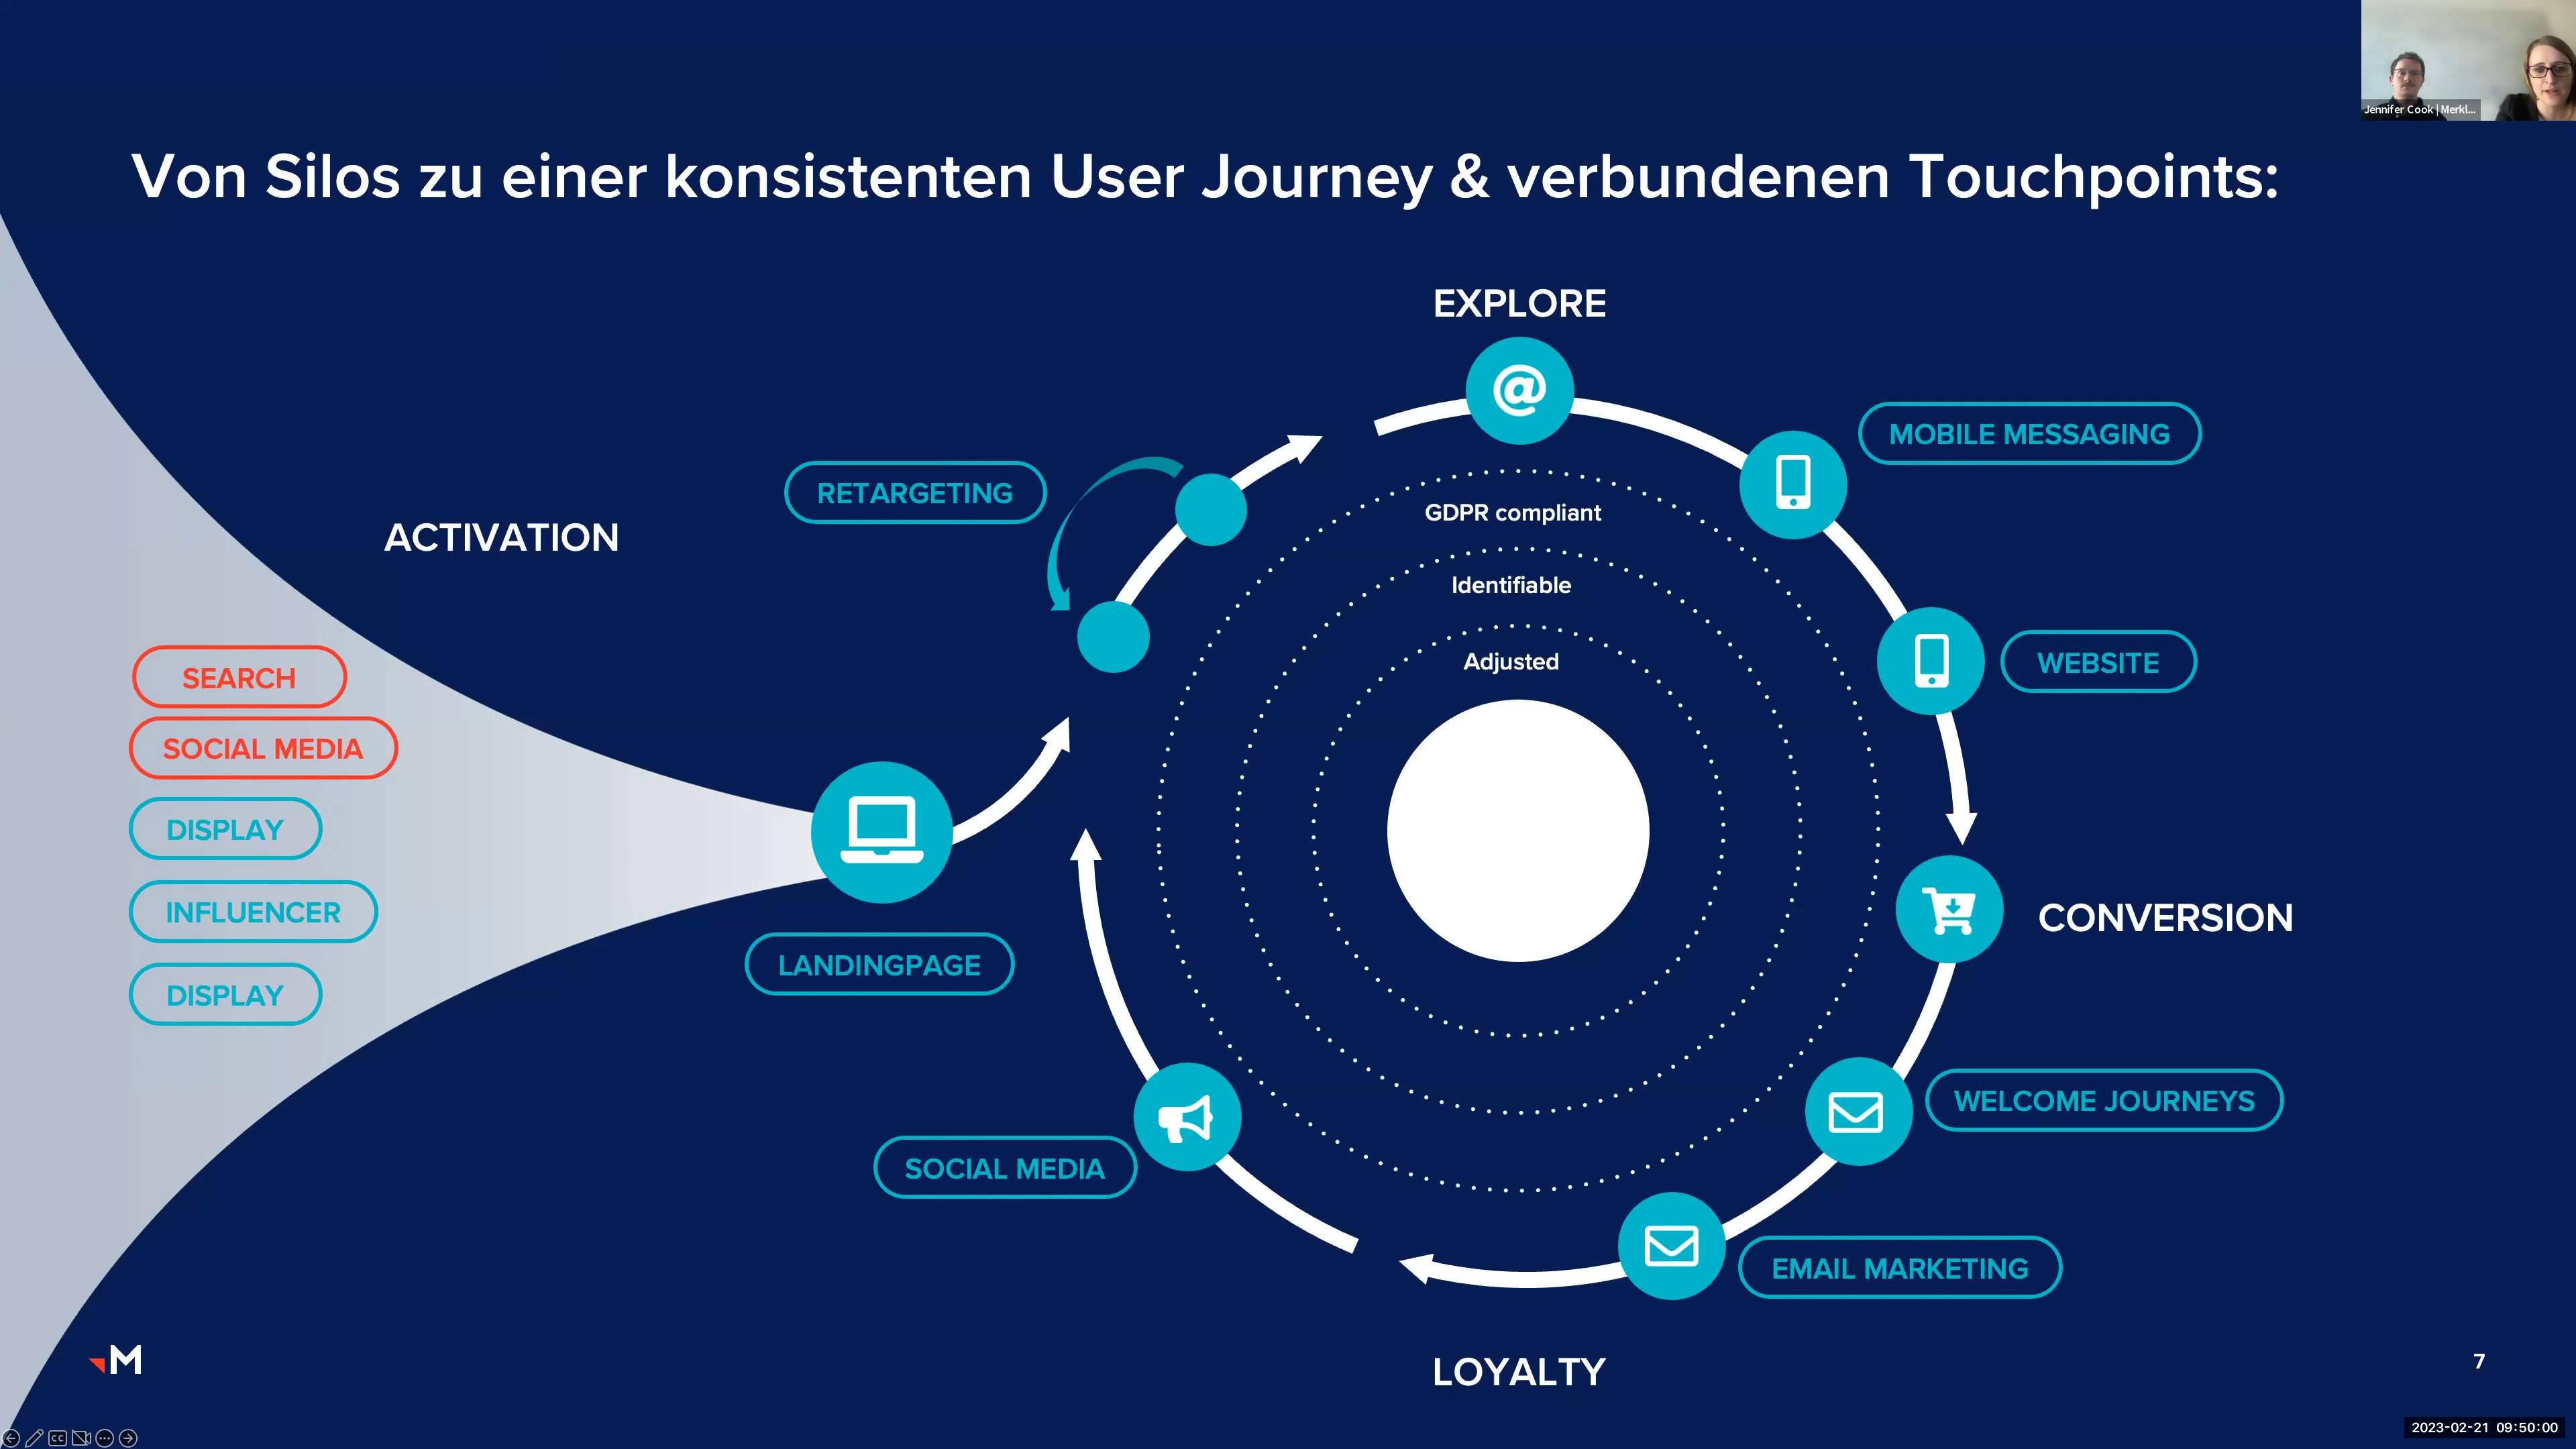 Jennifer Cook | Merkl...
Von Silos zu einer konsistenten User Journey & verbundenen Touchpoints:
EXPLORE
@
MOBILE MESSAGING
RETARGETING
GDPR compliant
ACTIVATION
Identifiable
Adjusted
WEBSITE
SEARCH
SOCIAL MEDIA
DISPLAY
INFLUENCER
DISPLAY
LANDINGPAGE
CONVERSION
WELCOME JOURNEYS
SOCIAL MEDIA
EMAIL MARKETING
LOYALTY
M
7
CC
2023-02-21 09:50:00